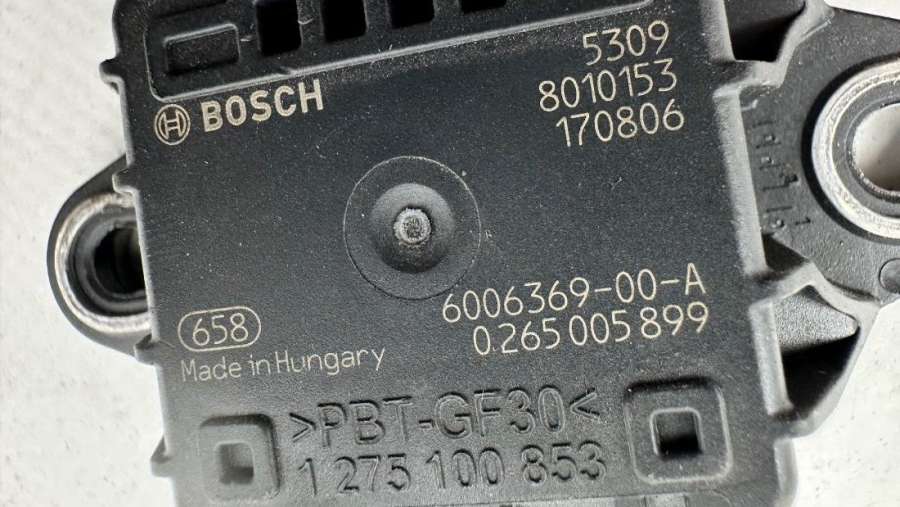 5309
BOSCH 8010153
170806
6006369-00-A
658 0.265 005 899
Made in Hungary
>PBT-GF30<
1 275 100 853